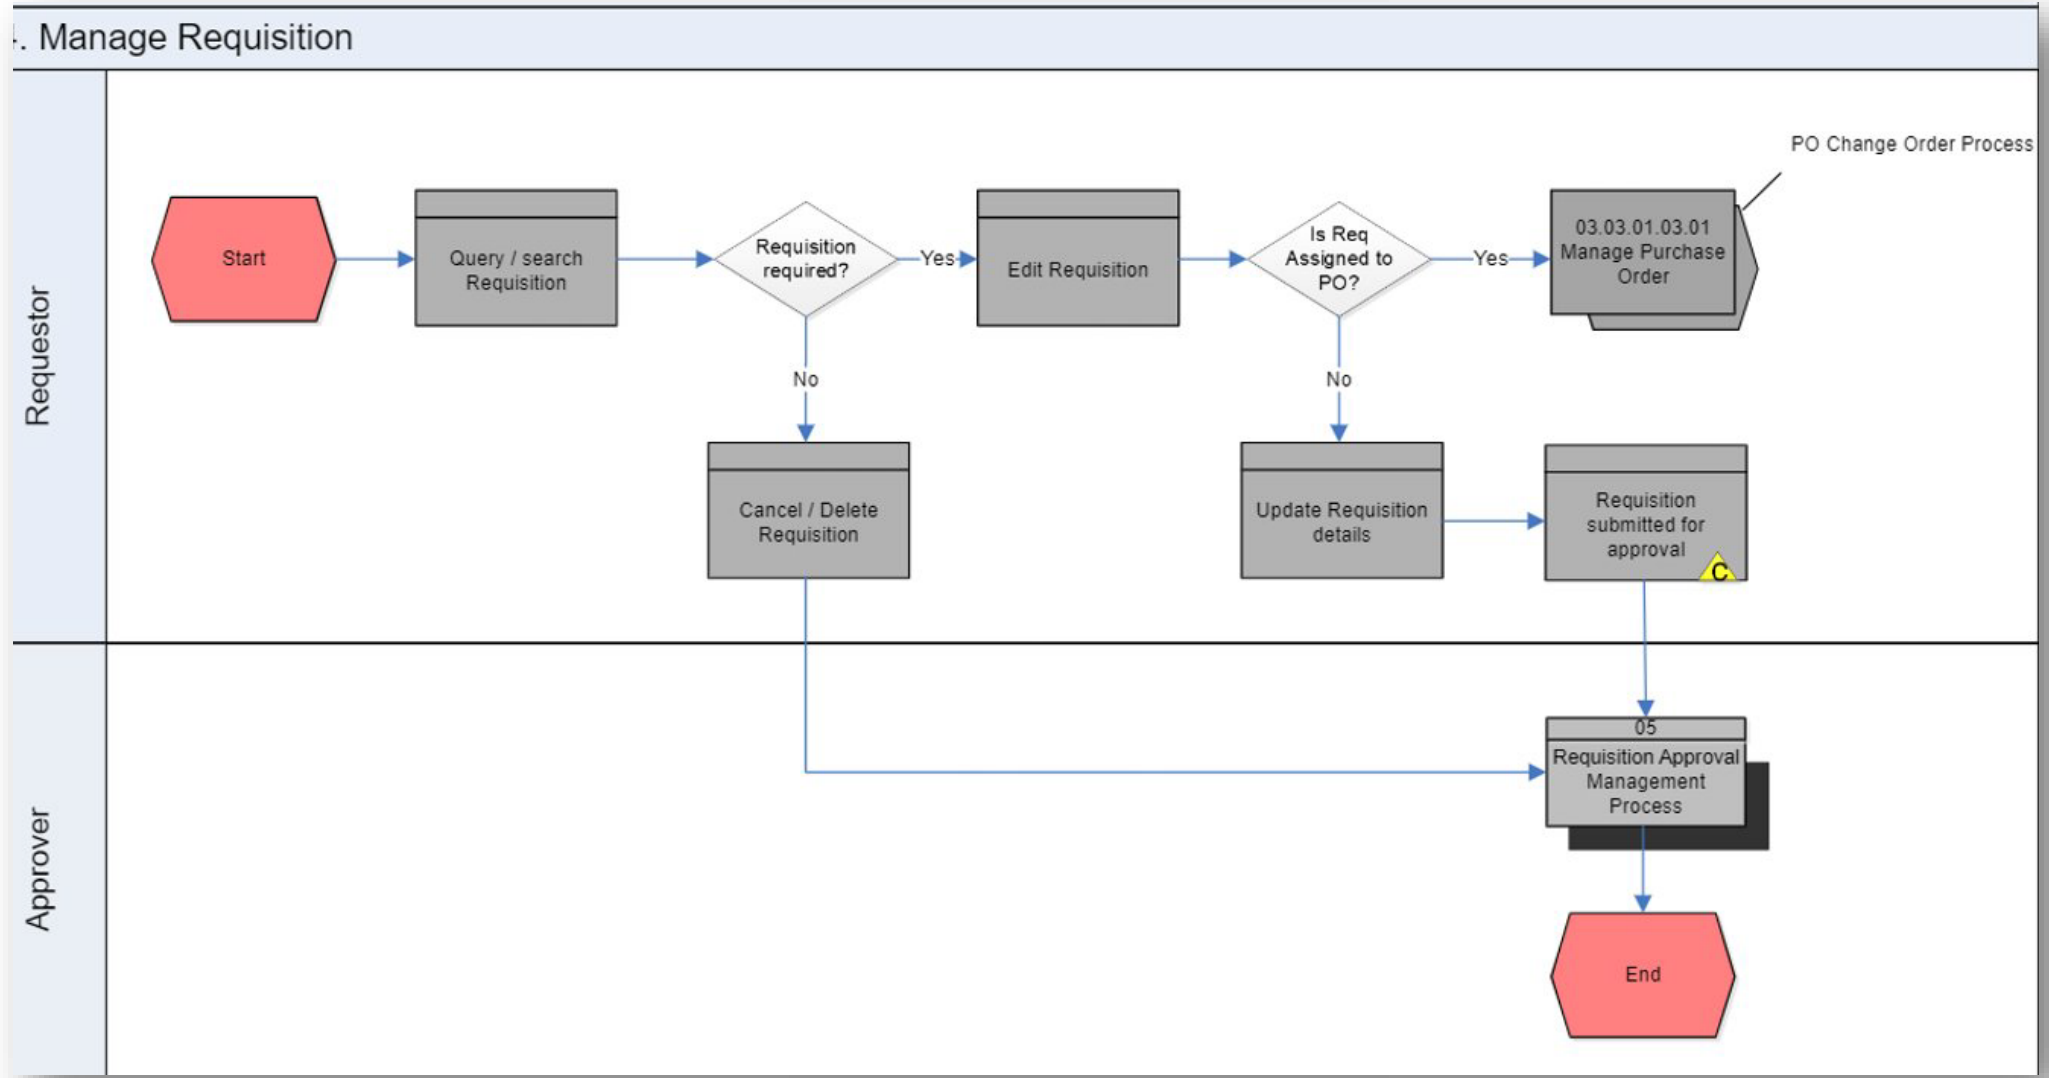 . Manage Requisition
Requestor
PO Change Order Process
Start
Query / search
Requisition
Requisition
required?
Yes
Edit Requisition
Is Req
Assigned to
PO?
Yes
03.03.01.03.01
Manage Purchase
Order
No
No
Cancel / Delete
Requisition
Update Requisition
details
Requisition
submitted for
approval
C
Approver
05
Requisition Approval
Management
Process
End